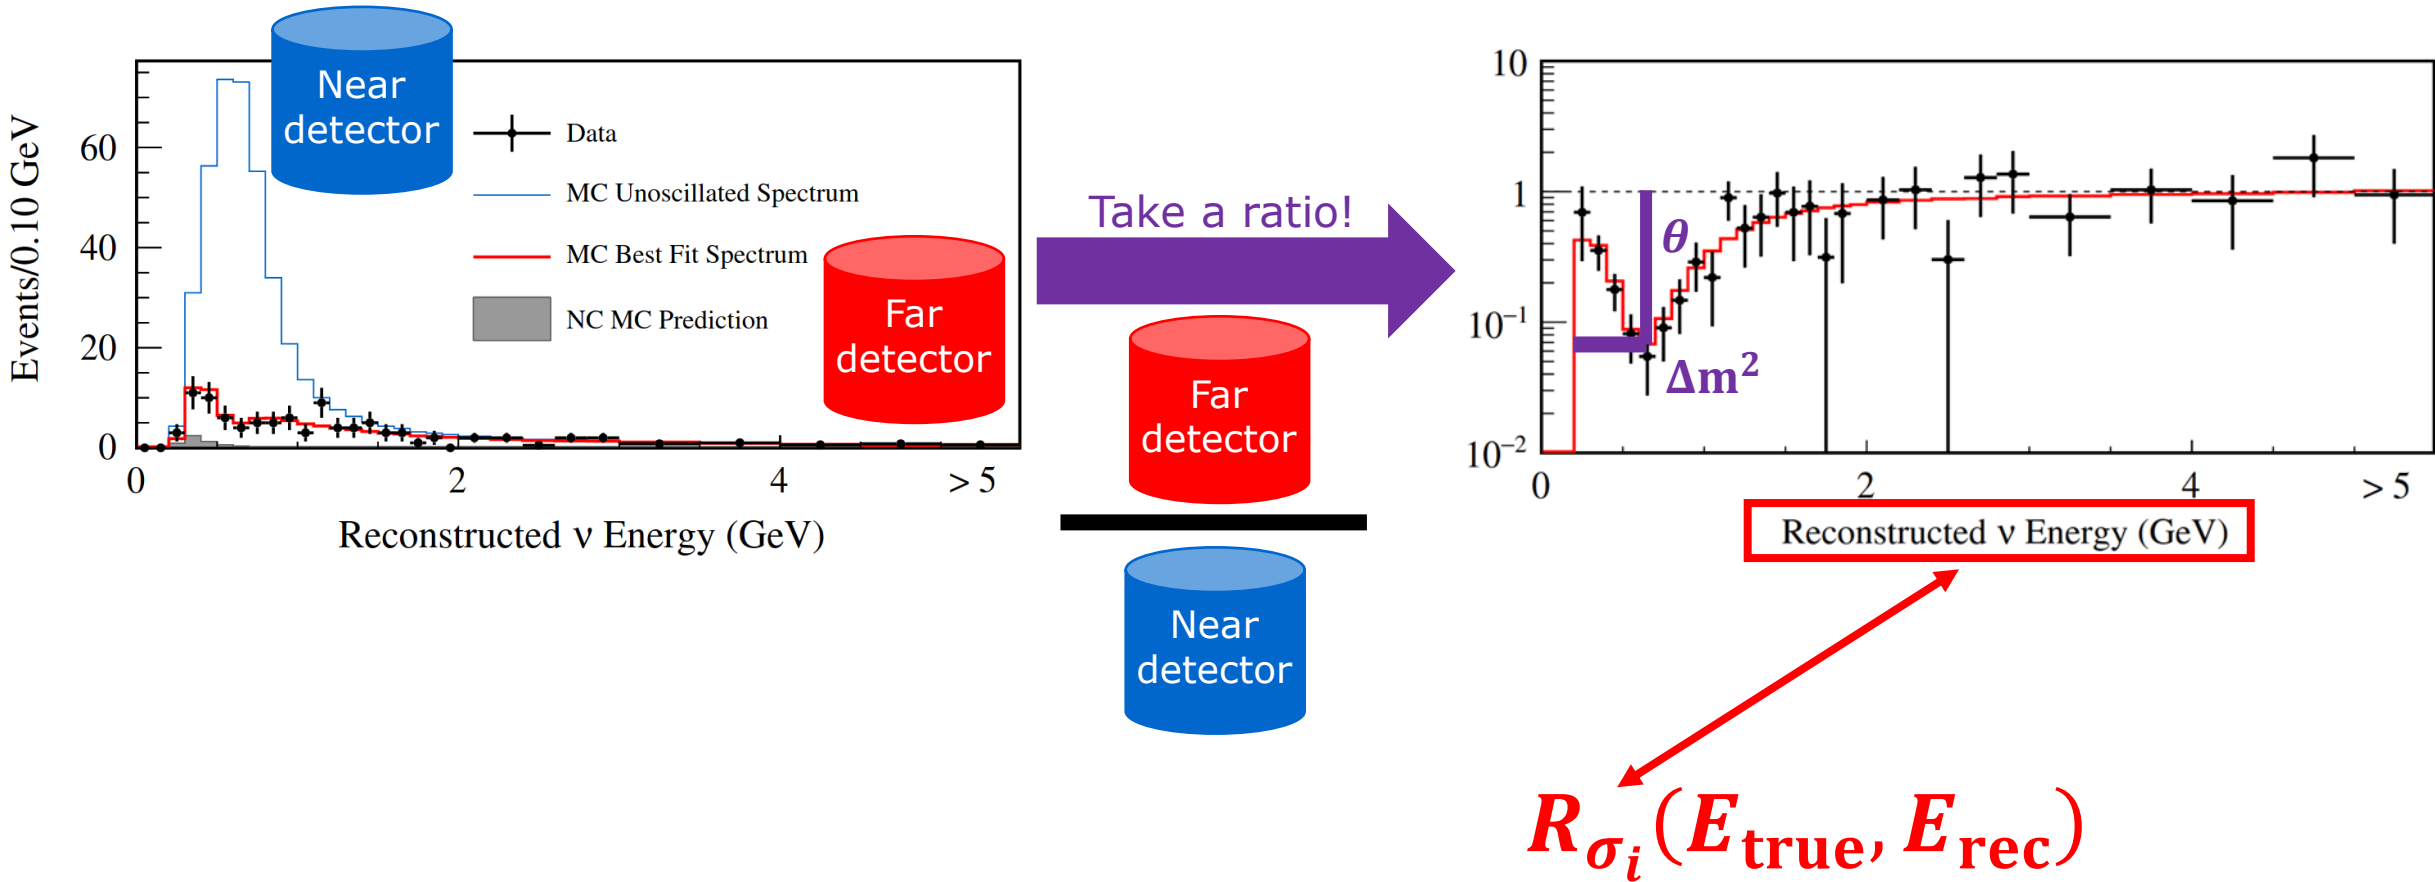 Near
detector
Events/0.10 GeV
60
40
20
0
Data
MC Unoscillated Spectrum
MC Best Fit Spectrum
NC MC Prediction
Far
detector
0
2
4
> 5
Reconstructed ν Energy (GeV)
Take a ratio!
Far
detector
Near
detector
10
1
10⁻¹
10⁻²
θ
Δm²
0
2
4
> 5
Reconstructed ν Energy (GeV)
R_{σ_i}(E_true, E_rec)